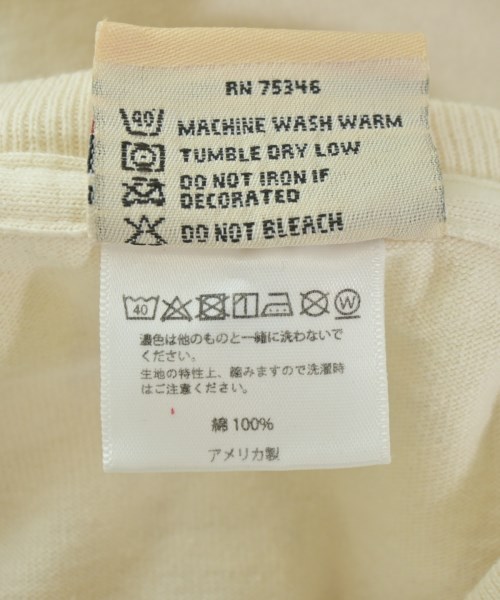 RN 75346
MACHINE WASH WARM
TUMBLE DRY LOW
DO NOT IRON IF
DECORATED
DO NOT BLEACH
40
W
濃色は他のものと一緒に洗わないで
ください。
生地の特性上、縮みますので洗濯時
はご注意ください。
綿 100%
アメリカ製